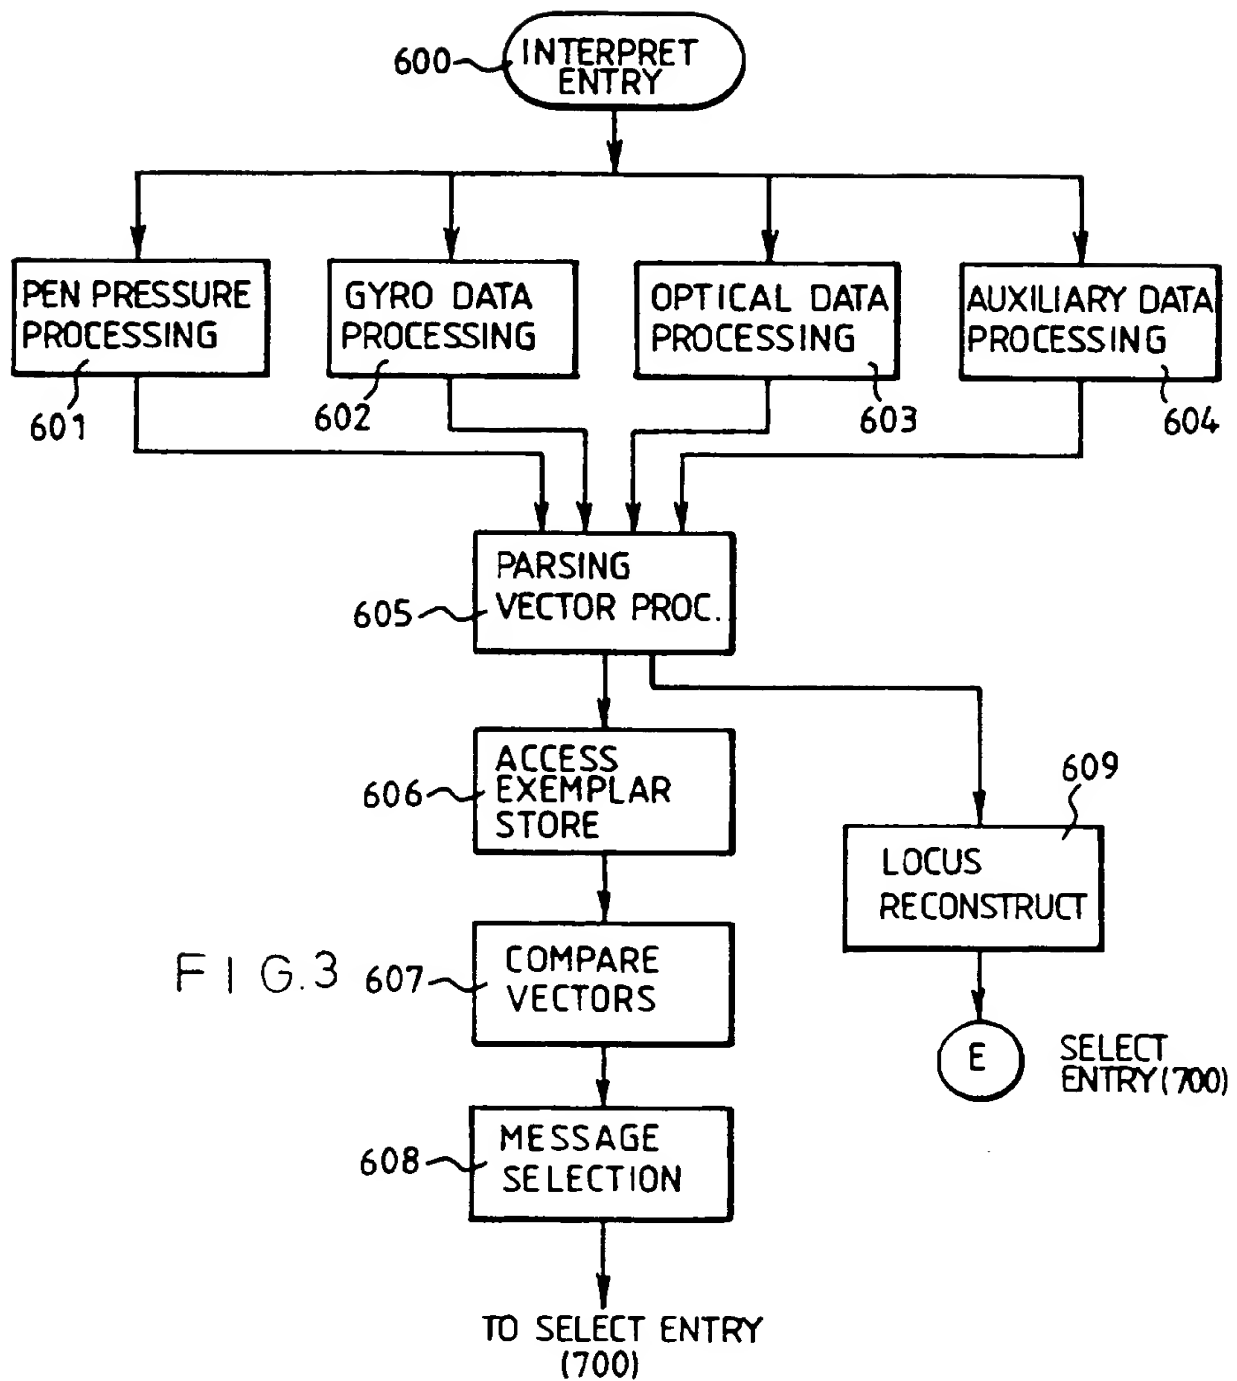 600
INTERPRET
ENTRY
PEN PRESSURE
PROCESSING
601
GYRO DATA
PROCESSING
602
OPTICAL DATA
PROCESSING
603
AUXILIARY DATA
PROCESSING
604
605
PARSING
VECTOR PROC.
606
ACCESS
EXEMPLAR
STORE
609
LOCUS
RECONSTRUCT
FIG.3
607
COMPARE
VECTORS
E
SELECT
ENTRY (700)
608
MESSAGE
SELECTION
TO SELECT ENTRY
(700)